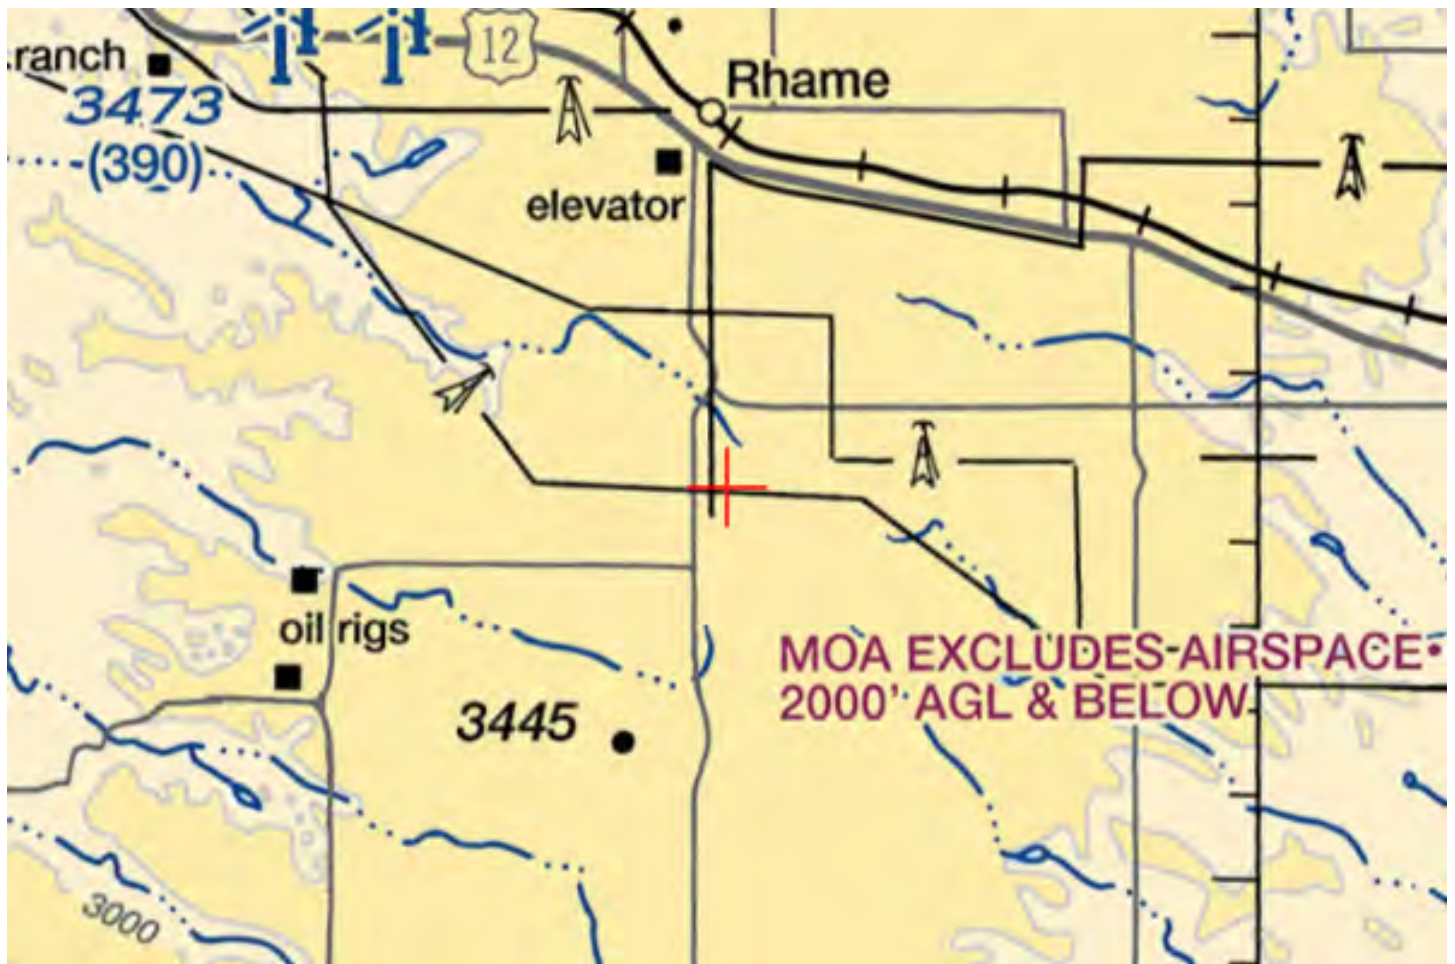 12
ranch
Rhame
3473
(390)
elevator
oil rigs
MOA EXCLUDES AIRSPACE
2000' AGL & BELOW
3445
3000